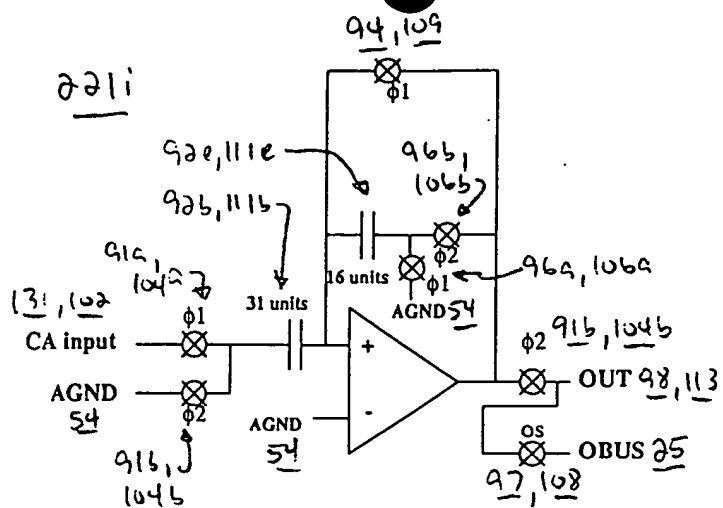 94, 109
221i
φ1
92e, 111e
96b,
106b
92b, 111b
φ2
91a,
104a
16 units
φ1
96a, 106a
131, 102
31 units
AGND 54
φ1
CA input
+
φ2 91b, 104b
OUT 98, 113
AGND
54
φ2
AGND
54
-
OS
OBUS 25
91b,
104b
97, 108